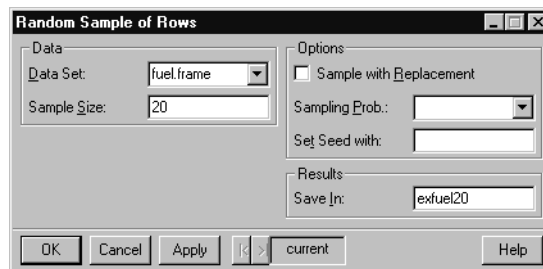 Random Sample of Rows
Data
Data Set: fuel.frame
Sample Size: 20
Options
Sample with Replacement
Sampling Prob.:
Set Seed with:
Results
Save In: exfuel20
OK Cancel Apply current Help